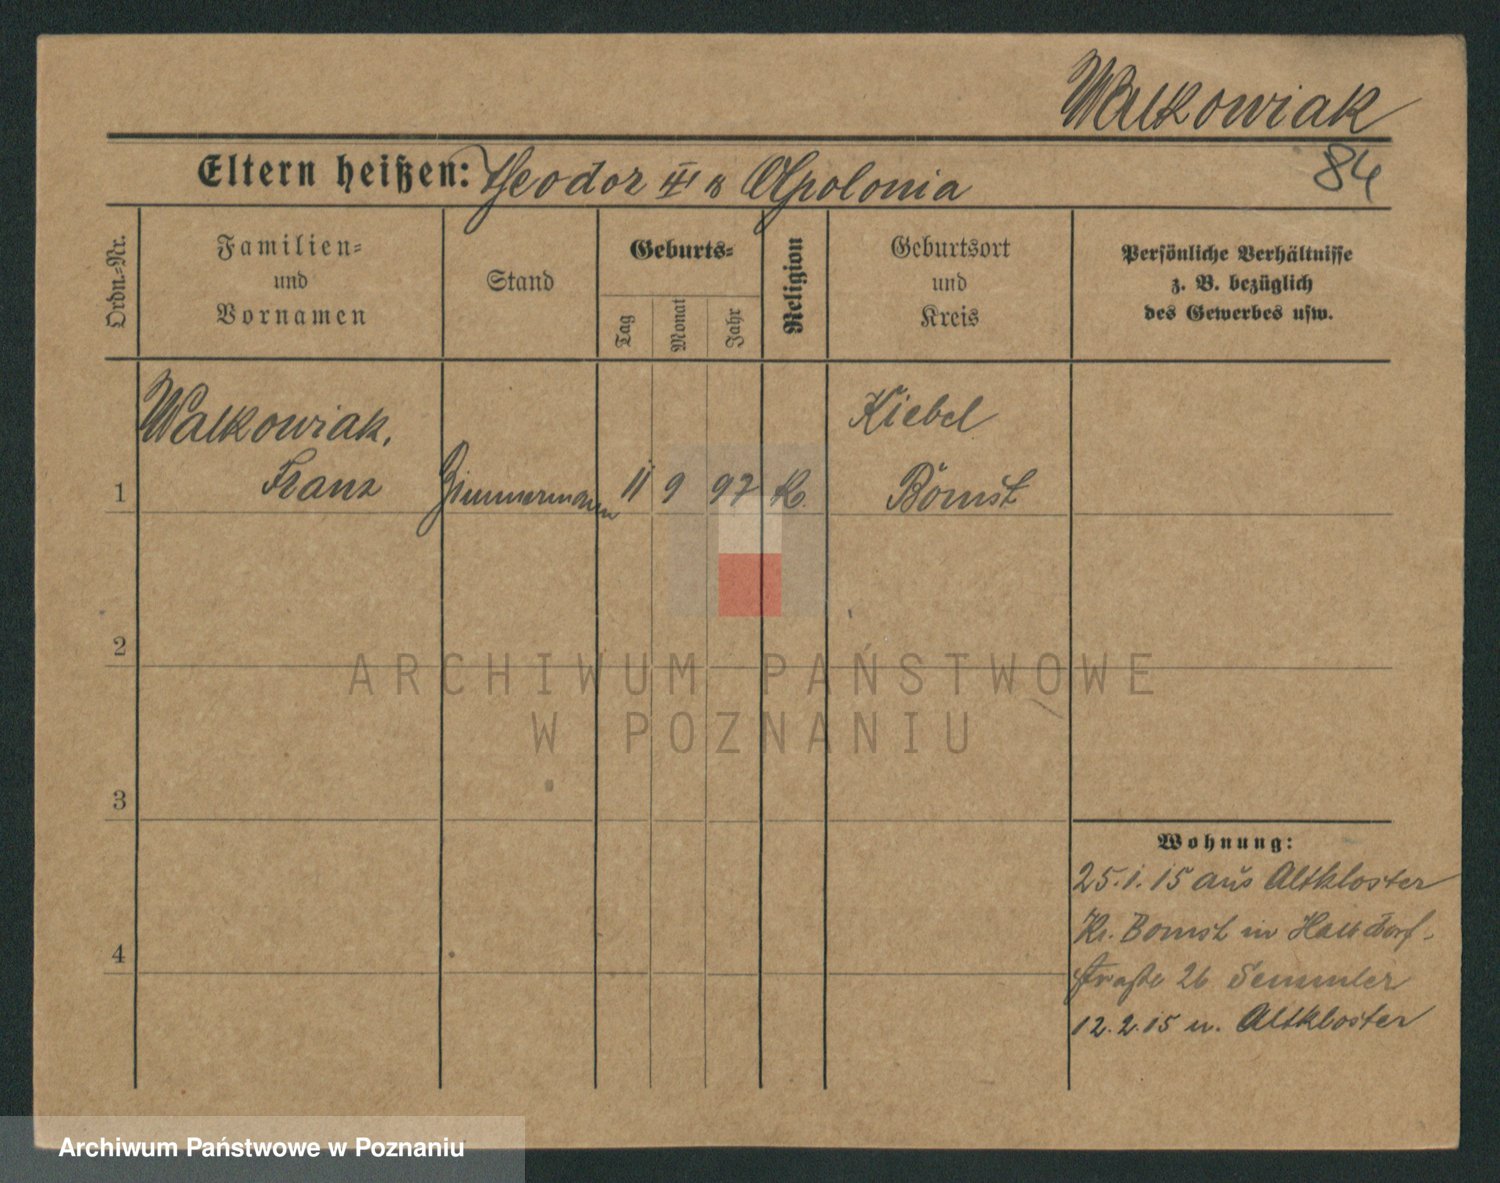 Walkowiak
84
Eltern heißen: Theodor u Apolonia
Ordn.-Nr.
Familien=
und
Vornamen
Stand
Geburts=
Tag
Monat
Jahr
Religion
Geburtsort
und
Kreis
Persönliche Verhältnisse
z. B. bezüglich
des Gewerbes usw.
Walkowiak,
Kiebel
1 Franz Zimmermann 11 9 97 K. Bomst
2
ARCHIWUM PAŃSTWOWE
W POZNANIU
3
Wohnung:
25.1.15 aus Altkloster
Kr. Bomst in Halbdorf-
4
straße 26 Semmler
12.2.15 n. Altkloster
Archiwum Państwowe w Poznaniu